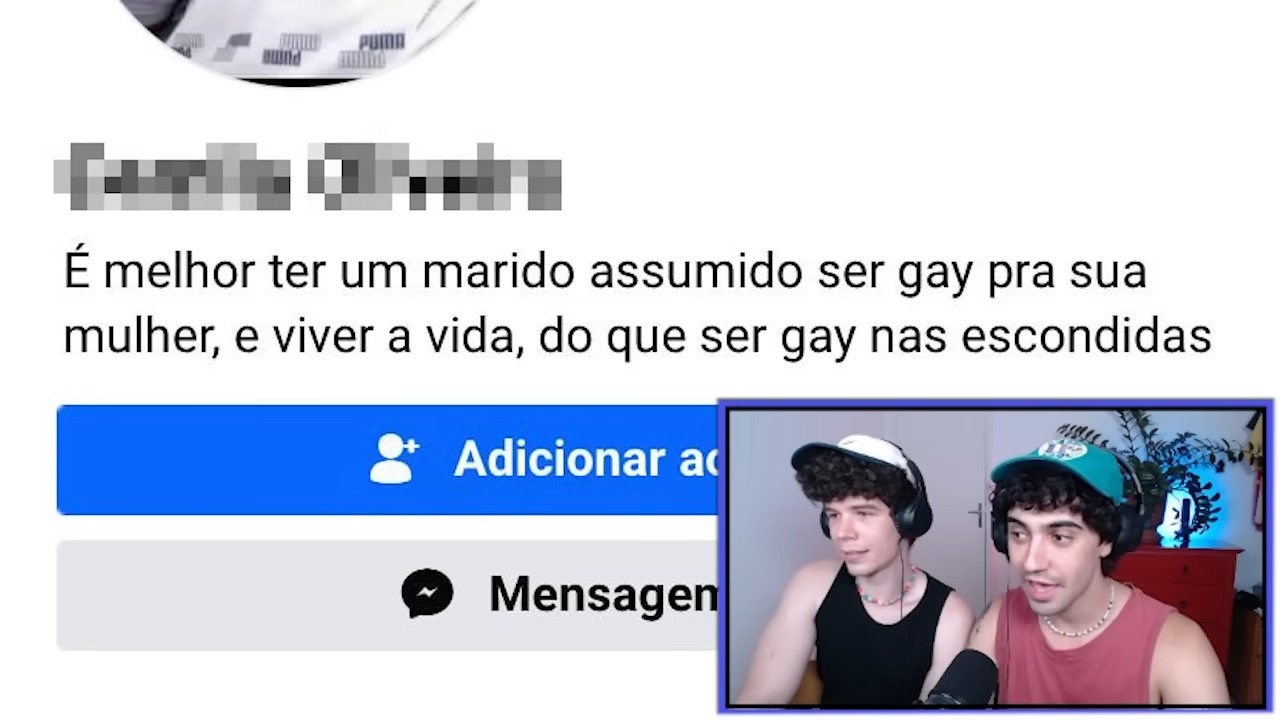 PUMA
É melhor ter um marido assumido ser gay pra sua
mulher, e viver a vida, do que ser gay nas escondidas
Adicionar
Mensagem